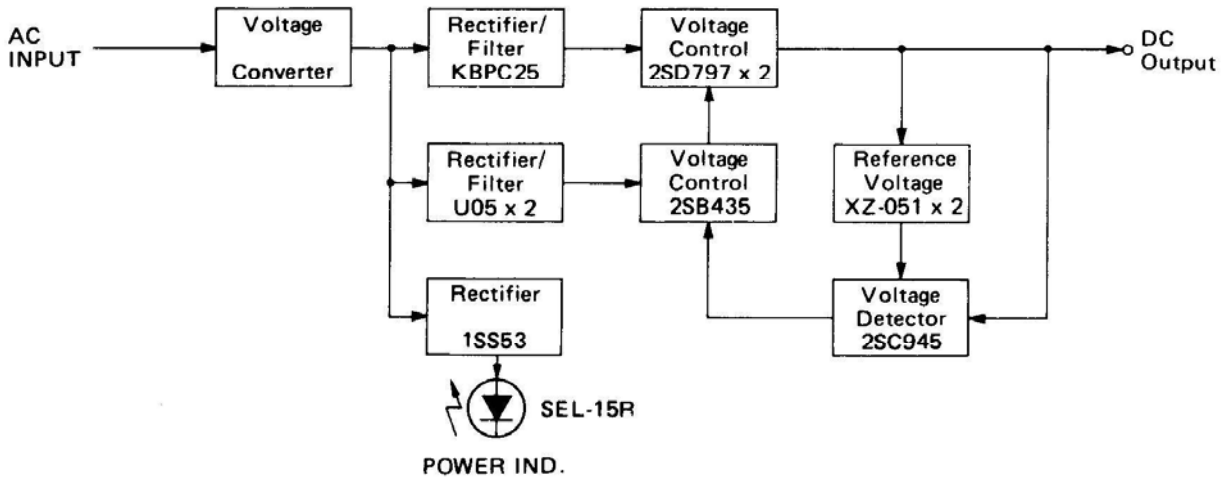 AC
INPUT
Voltage
Converter
Rectifier/
Filter
KBPC25
Voltage
Control
2SD797 x 2
DC
Output
Rectifier/
Filter
U05 x 2
Voltage
Control
2SB435
Reference
Voltage
XZ-051 x 2
Rectifier
1SS53
Voltage
Detector
2SC945
SEL-15R
POWER IND.